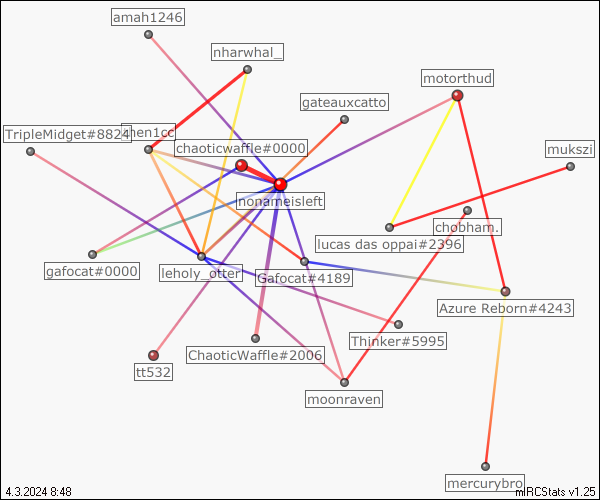 amah1246
nharwhal_
motorthud
gateauxcatto
TripleMidget#8824
chaoticwaffle#0000
mukszi
nonameisleft
chobham.
lucas das oppai#2396
gafocat#0000
leholy_otter
Gafocat#4189
Azure Reborn#4243
Thinker#5995
ChaoticWaffle#2006
tt532
moonraven
mercurybro
4.3.2024 8:48
mIRCStats v1.25